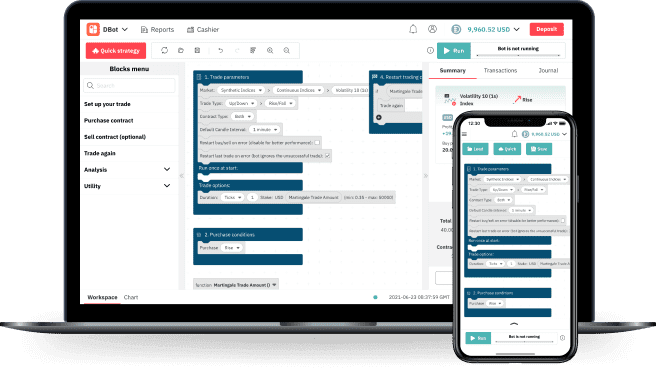 DBot
Reports
Cashier
9,960.52 USD
Deposit
Quick strategy
Run
Bot is not running
Blocks menu
Search
Set up your trade
Purchase contract
Sell contract (optional)
Trade again
Analysis
Utility
1. Trade parameters
Market: Synthetic Indices > Continuous Indices > Volatility 10 (1s)
Trade Type: Up/Down > Rise/Fall
Contract Type: Both
Default Candle Interval: 1 minute
Restart buy/sell on error (disable for better performance):
Restart last trade on error (bot ignores the unsuccessful trade):
Run once at start:
Trade options:
Duration: Ticks 1 Stake: USD Martingale Trade Amount (min: 0.35 - max: 50000)
2. Purchase conditions
Purchase Rise
function Martingale Trade Amount ()
4. Restart trading
Martingale Trade
Trade again
Summary
Transactions
Journal
Volatility 10 (1s)
Index
Rise
Total
Contract
Workspace
Chart
2021-06-23 08:37:59 GMT
12:30
9,960.52 USD
Load
Quick
Save
1. Trade parameters
Market: Synthetic Indices > Continuous Indices
Trade Type: Up/Down > Rise/Fall
Contract Type: Both
Default Candle Interval: 1 minute
Restart buy/sell on error (disable for better performance):
Restart last trade on error (bot ignores the unsuccessful trade)
Run once at start:
Trade options:
Duration: Ticks 1 Stake: USD Martingale Trade A
2. Purchase conditions
Purchase Rise
Run
Bot is not running